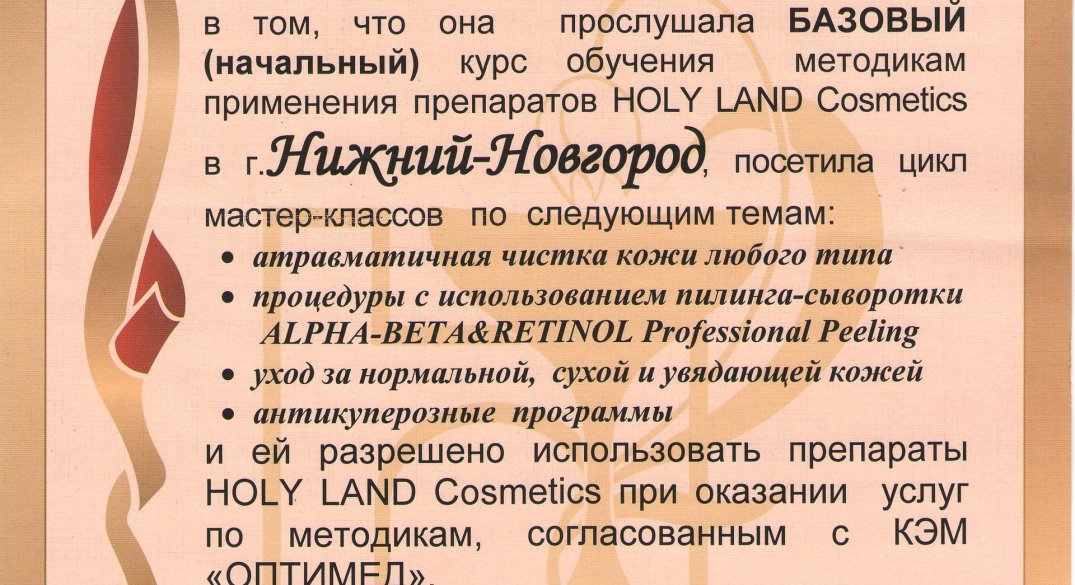 в том, что она прослушала БАЗОВЫЙ
(начальный) курс обучения методикам
применения препаратов HOLY LAND Cosmetics
в г.Нижний-Новгород, посетила цикл
мастер-классов по следующим темам:
• атравматичная чистка кожи любого типа
• процедуры с использованием пилинга-сыворотки
ALPHA-BETA&RETINOL Professional Peeling
• уход за нормальной, сухой и увядающей кожей
• антикуперозные программы
и ей разрешено использовать препараты
HOLY LAND Cosmetics при оказании услуг
по методикам, согласованным с КЭМ
«ОПТИМЕД».